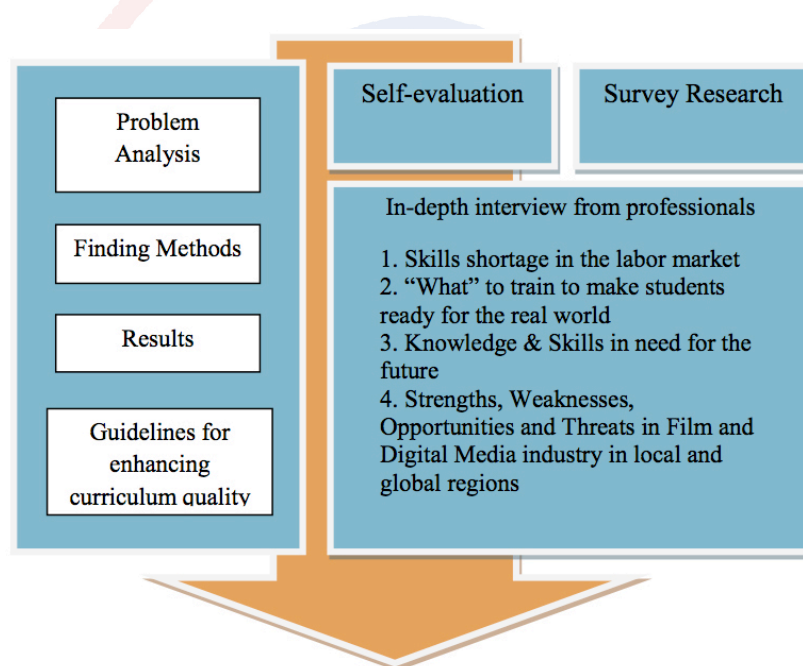 Problem
Analysis
Finding Methods
Results
Guidelines for
enhancing
curriculum quality
Self-evaluation
Survey Research
In-depth interview from professionals
1. Skills shortage in the labor market
2. “What” to train to make students
ready for the real world
3. Knowledge & Skills in need for the
future
4. Strengths, Weaknesses,
Opportunities and Threats in Film and
Digital Media industry in local and
global regions